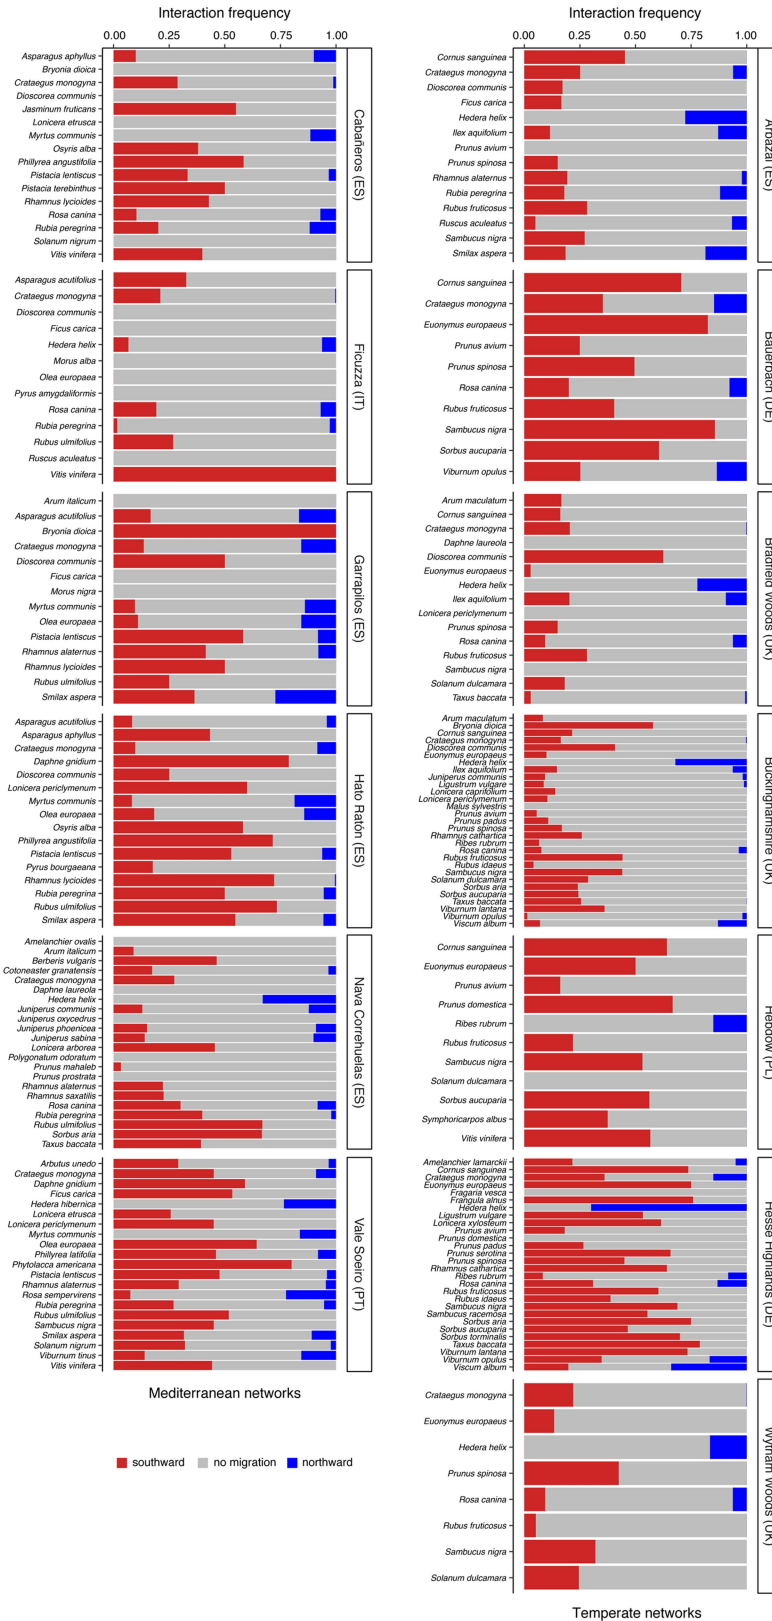 Interaction frequency
0.00 0.25 0.50 0.75 1.00
Asparagus aphyllus
Bryonia dioica
Crataegus monogyna
Dioscorea communis
Jasminum fruticans
Lonicera etrusca
Myrtus communis
Osyris alba
Phillyrea angustifolia
Pistacia lentiscus
Pistacia terebinthus
Rhamnus lycioides
Rosa canina
Rubia peregrina
Solanum nigrum
Vitis vinifera
Cabañeros (ES)
Asparagus acutifolius
Crataegus monogyna
Dioscorea communis
Ficus carica
Hedera helix
Morus alba
Olea europaea
Pyrus amygdaliformis
Rosa canina
Rubia peregrina
Rubus ulmifolius
Ruscus aculeatus
Vitis vinifera
Ficuzza (IT)
Arum italicum
Asparagus acutifolius
Bryonia dioica
Crataegus monogyna
Dioscorea communis
Ficus carica
Morus nigra
Myrtus communis
Olea europaea
Pistacia lentiscus
Rhamnus alaternus
Rhamnus lycioides
Rubus ulmifolius
Smilax aspera
Garrapilos (ES)
Asparagus acutifolius
Asparagus aphyllus
Crataegus monogyna
Daphne gnidium
Dioscorea communis
Lonicera periclymenum
Myrtus communis
Olea europaea
Osyris alba
Phillyrea angustifolia
Pistacia lentiscus
Pyrus bourgaeana
Rhamnus lycioides
Rubia peregrina
Rubus ulmifolius
Smilax aspera
Hato Ratón (ES)
Amelanchier ovalis
Arum italicum
Berberis vulgaris
Cotoneaster granatensis
Crataegus monogyna
Daphne laureola
Hedera helix
Juniperus communis
Juniperus oxycedrus
Juniperus phoenicea
Juniperus sabina
Lonicera arborea
Polygonatum odoratum
Prunus mahaleb
Prunus prostrata
Rhamnus alaternus
Rhamnus saxatilis
Rosa canina
Rubia peregrina
Rubus ulmifolius
Sorbus aria
Taxus baccata
Nava Correhuelas (ES)
Arbutus unedo
Crataegus monogyna
Daphne gnidium
Ficus carica
Hedera hibernica
Lonicera etrusca
Lonicera periclymenum
Myrtus communis
Olea europaea
Phillyrea latifolia
Phytolacca americana
Pistacia lentiscus
Rhamnus alaternus
Rosa sempervirens
Rubia peregrina
Rubus ulmifolius
Sambucus nigra
Smilax aspera
Solanum nigrum
Viburnum tinus
Vitis vinifera
Vale Soeiro (PT)
Mediterranean networks
southward no migration northward
Interaction frequency
0.00 0.25 0.50 0.75 1.00
Cornus sanguinea
Crataegus monogyna
Dioscorea communis
Ficus carica
Hedera helix
Ilex aquifolium
Prunus avium
Prunus spinosa
Rhamnus alaternus
Rubia peregrina
Rubus fruticosus
Ruscus aculeatus
Sambucus nigra
Smilax aspera
Arbazal (ES)
Cornus sanguinea
Crataegus monogyna
Euonymus europaeus
Prunus avium
Prunus spinosa
Rosa canina
Rubus fruticosus
Sambucus nigra
Sorbus aucuparia
Viburnum opulus
Bauerbach (DE)
Arum maculatum
Cornus sanguinea
Crataegus monogyna
Daphne laureola
Dioscorea communis
Euonymus europaeus
Hedera helix
Ilex aquifolium
Lonicera periclymenum
Prunus spinosa
Rosa canina
Rubus fruticosus
Sambucus nigra
Solanum dulcamara
Taxus baccata
Bradfield Woods (UK)
Arum maculatum
Bryonia dioica
Cornus sanguinea
Crataegus monogyna
Dioscorea communis
Euonymus europaeus
Hedera helix
Ilex aquifolium
Juniperus communis
Ligustrum vulgare
Lonicera caprifolium
Lonicera periclymenum
Malus sylvestris
Prunus avium
Prunus padus
Prunus spinosa
Rhamnus cathartica
Ribes rubrum
Rosa canina
Rubus fruticosus
Rubus idaeus
Sambucus nigra
Solanum dulcamara
Sorbus aria
Sorbus aucuparia
Taxus baccata
Viburnum lantana
Viburnum opulus
Viscum album
Buckinghamshire (UK)
Cornus sanguinea
Euonymus europaeus
Prunus avium
Prunus domestica
Ribes rubrum
Rubus fruticosus
Sambucus nigra
Solanum dulcamara
Sorbus aucuparia
Symphoricarpos albus
Vitis vinifera
Hebdow (PL)
Amelanchier lamarckii
Cornus sanguinea
Crataegus monogyna
Euonymus europaeus
Fragaria vesca
Frangula alnus
Hedera helix
Ligustrum vulgare
Lonicera xylosteum
Prunus avium
Prunus domestica
Prunus padus
Prunus serotina
Prunus spinosa
Rhamnus cathartica
Ribes rubrum
Rosa canina
Rubus fruticosus
Rubus idaeus
Sambucus nigra
Sambucus racemosa
Sorbus aria
Sorbus aucuparia
Sorbus torminalis
Taxus baccata
Viburnum lantana
Viburnum opulus
Viscum album
Hesse Highlands (DE)
Crataegus monogyna
Euonymus europaeus
Hedera helix
Prunus spinosa
Rosa canina
Rubus fruticosus
Sambucus nigra
Solanum dulcamara
Wytham Woods (UK)
Temperate networks